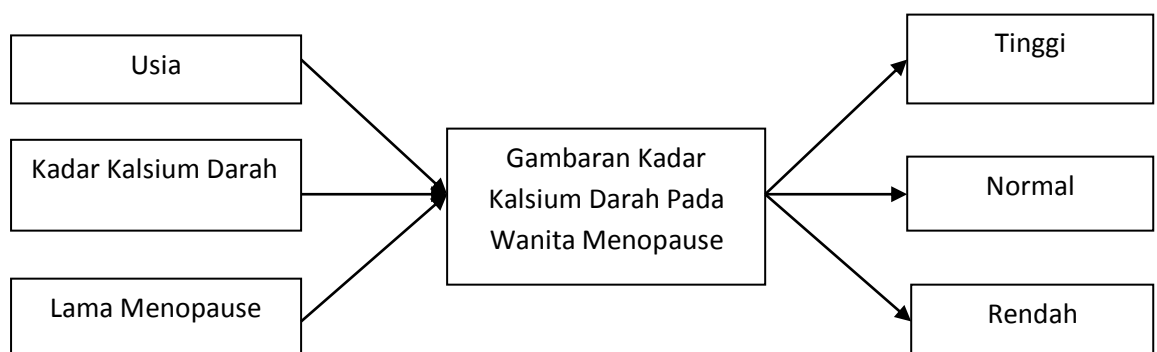 Usia
Kadar Kalsium Darah
Lama Menopause
Gambaran Kadar
Kalsium Darah Pada
Wanita Menopause
Tinggi
Normal
Rendah